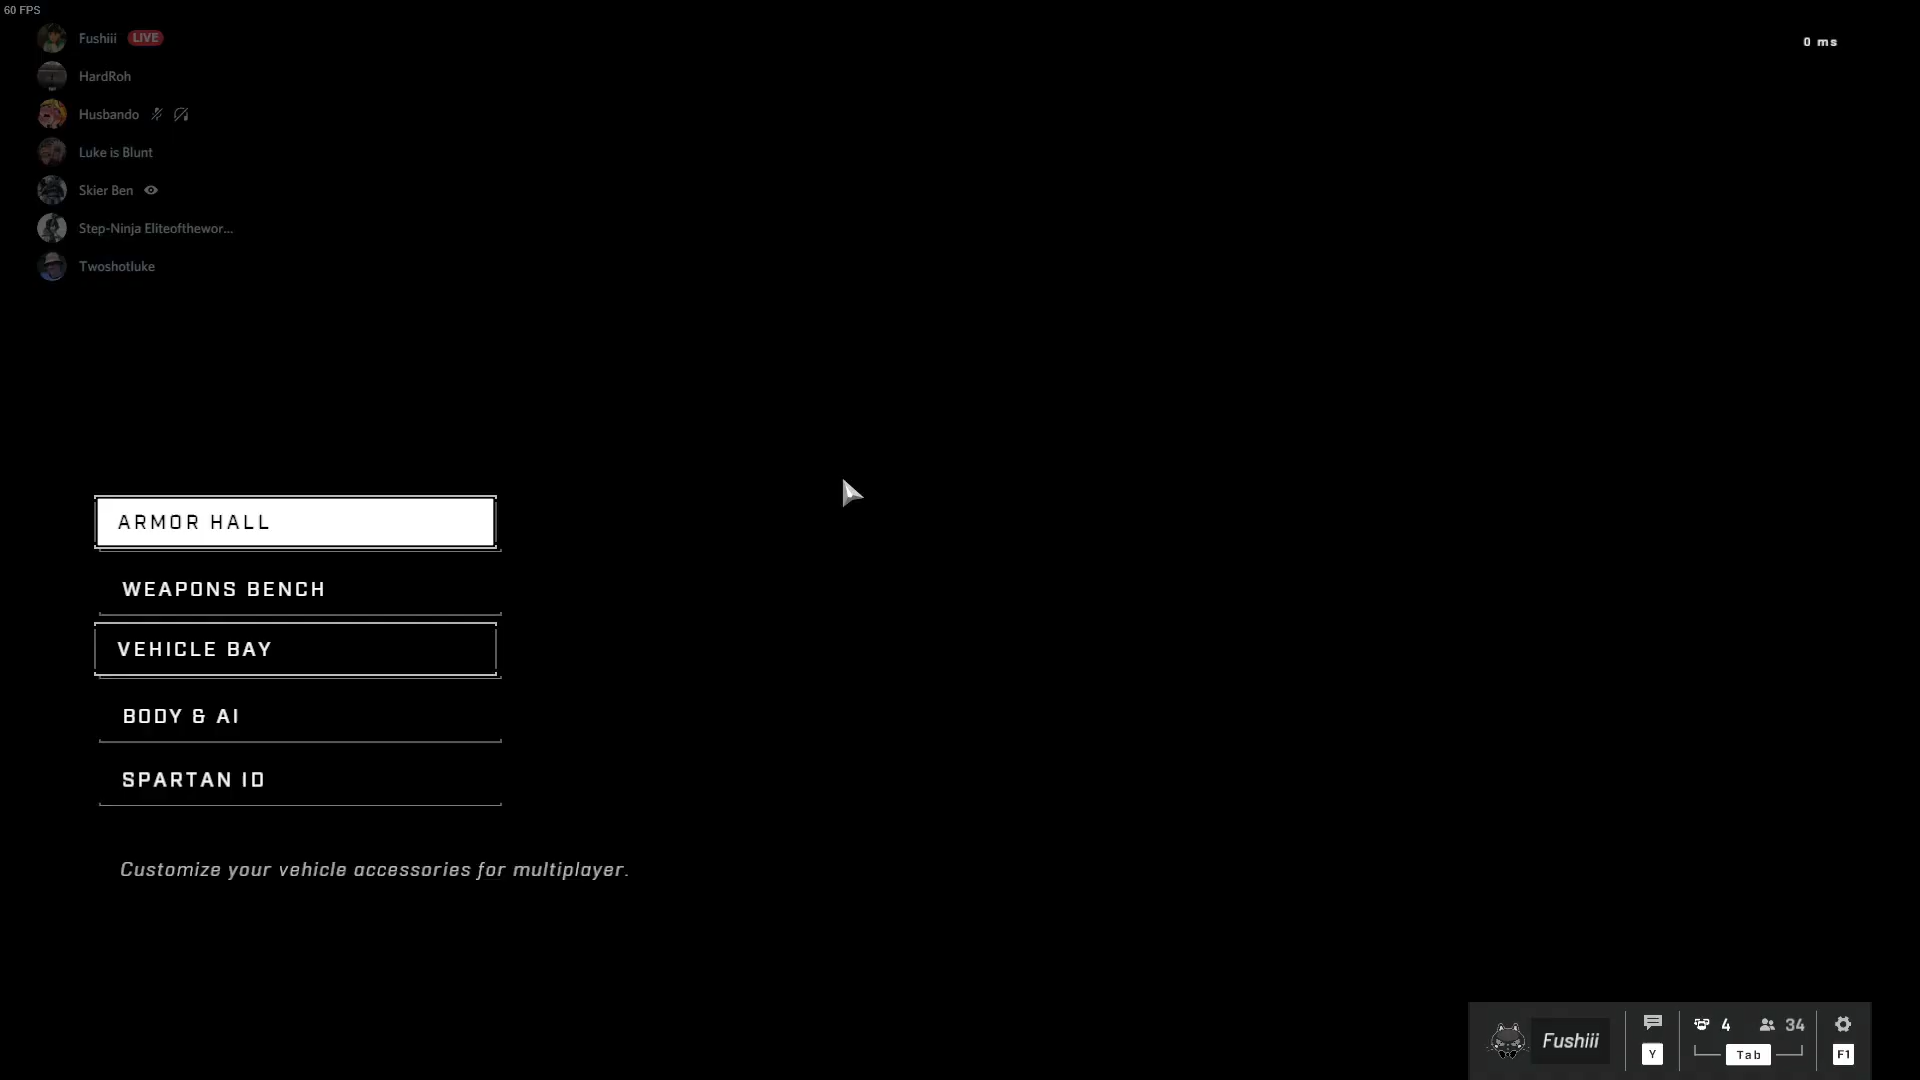 60 FPS
Fushiii LIVE
0 ms
HardRoh
Husbando
Luke is Blunt
Skier Ben
Step-Ninja Eliteofthewor...
Twoshotluke
ARMOR HALL
WEAPONS BENCH
VEHICLE BAY
BODY & AI
SPARTAN ID
Customize your vehicle accessories for multiplayer.
Fushiii
4 34
Y Tab F1